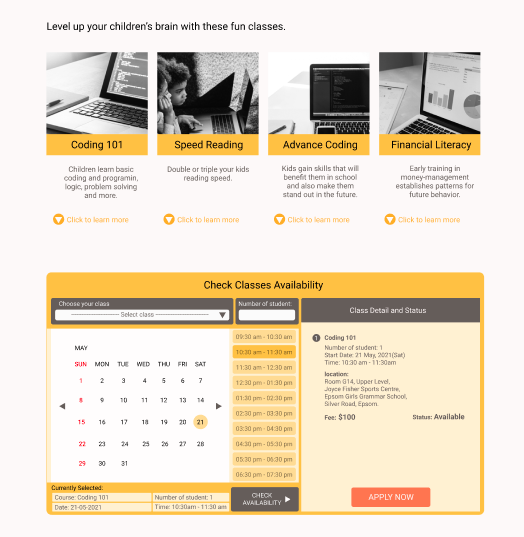 Level up your children's brain with these fun classes.
Coding 101
Speed Reading
Advance Coding
Financial Literacy
Children learn basic
coding and programin,
logic, problem solving
and more.
Double or triple your kids
reading speed.
Kids gain skills that will
benefit them in school
and also make them
stand out in the future.
Early training in
money-management
establishes patterns for
future behavior.
Click to learn more
Click to learn more
Click to learn more
Click to learn more
Check Classes Availability
Choose your class
Select class
Number of student:
Class Detail and Status
MAY
SUN MON TUE WED THU FRI SAT
1 2 3 4 5 6 7
8 9 10 11 12 13 14
15 16 17 18 19 20 21
22 23 24 25 26 27 28
29 30 31
09:30 am - 10:30 am
10:30 am - 11:30 am
11:30 am - 12:30 am
12:30 pm - 01:30 pm
01:30 pm - 02:30 pm
02:30 pm - 03:30 pm
03:30 pm - 04:30 pm
04:30 pm - 05:30 pm
05:30 pm - 06:30 pm
06:30 pm - 07:30 pm
1 Coding 101
Number of student: 1
Start Date: 21 May, 2021(Sat)
Time: 10:30 am - 11:30am
location:
Room G14, Upper Level,
Joyce Fisher Sports Centre,
Epsom Girls Grammar School,
Silver Road, Epsom.
Fee: $100
Status: Available
APPLY NOW
Currently Selected:
Course: Coding 101
Number of student: 1
Date: 21-05-2021
Time: 10:30am - 11:30 am
CHECK
AVAILABILITY